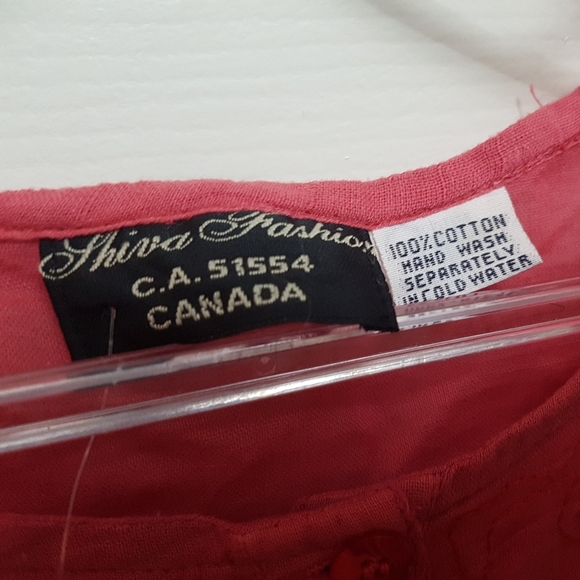 Shiva Fashion
C.A. 51554
CANADA
100% COTTON
HAND WASH
SEPARATELY
IN COLD WATER